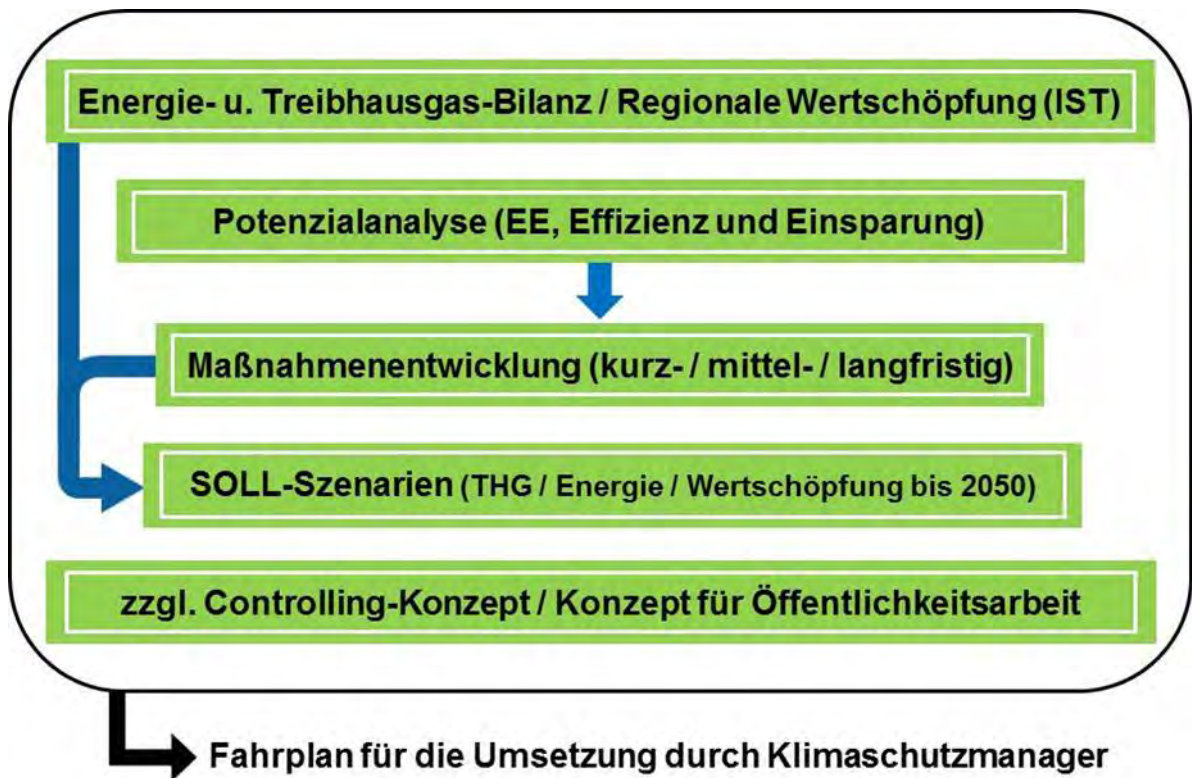 Energie- u. Treibhausgas-Bilanz / Regionale Wertschöpfung (IST)
Potenzialanalyse (EE, Effizienz und Einsparung)
Maßnahmenentwicklung (kurz- / mittel- / langfristig)
SOLL-Szenarien (THG / Energie / Wertschöpfung bis 2050)
zzgl. Controlling-Konzept / Konzept für Öffentlichkeitsarbeit
Fahrplan für die Umsetzung durch Klimaschutzmanager